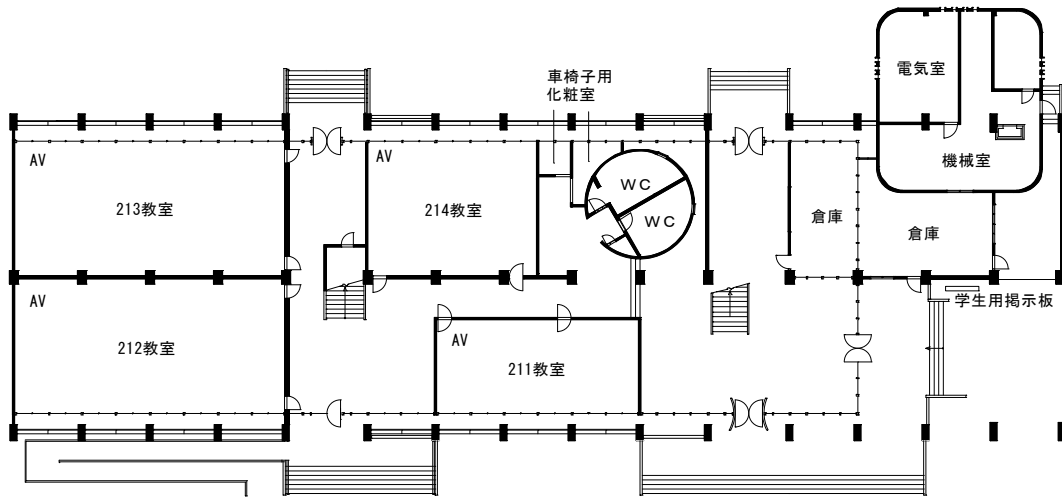 車椅子用
化粧室
電気室
AV
AV
213教室
214教室
WC
WC
機械室
倉庫
倉庫
AV
学生用掲示板
212教室
AV
211教室